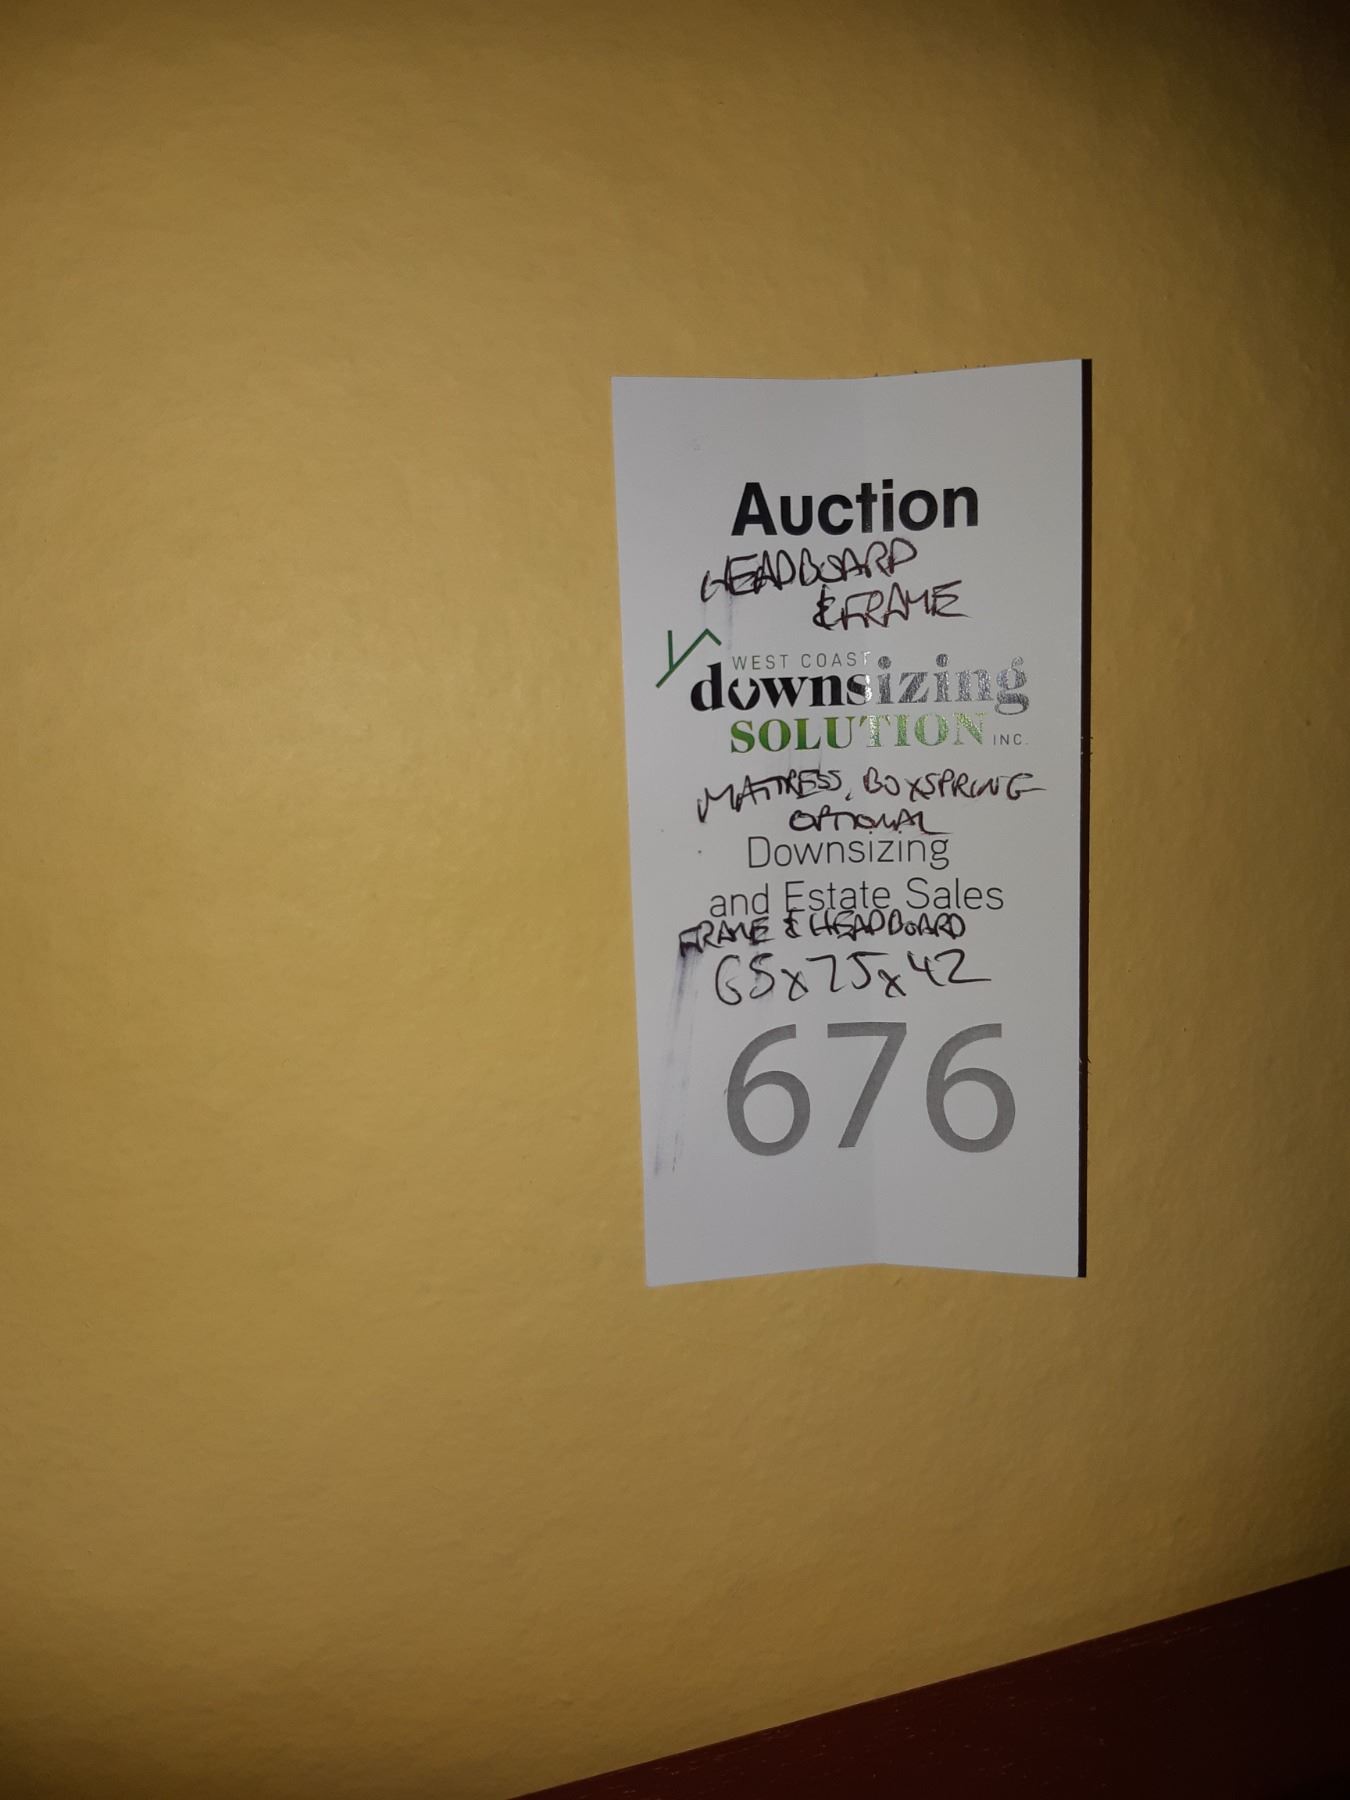 Auction
HEADBOARD
& FRAME
WEST COAST
downsizing
SOLUTION INC.
MATTRESS, BOXSPRING
OPTIONAL
Downsizing
and Estate Sales
FRAME & HEADBOARD
65x75x42
676